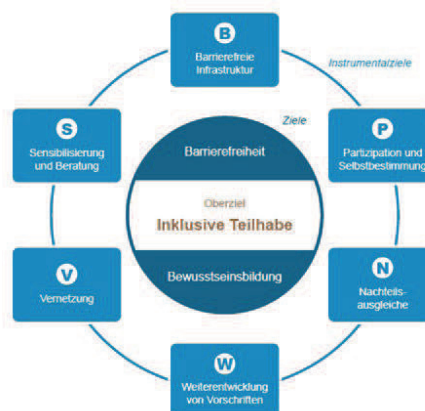 B
Barrierefreie
Infrastruktur
Instrumentalziele
S
Sensibilisierung
und Beratung
Ziele
P
Partizipation und
Selbstbestimmung
Barrierefreiheit
Oberziel
Inklusive Teilhabe
Bewusstseinsbildung
V
Vernetzung
N
Nachteils-
ausgleiche
W
Weiterentwicklung
von Vorschriften